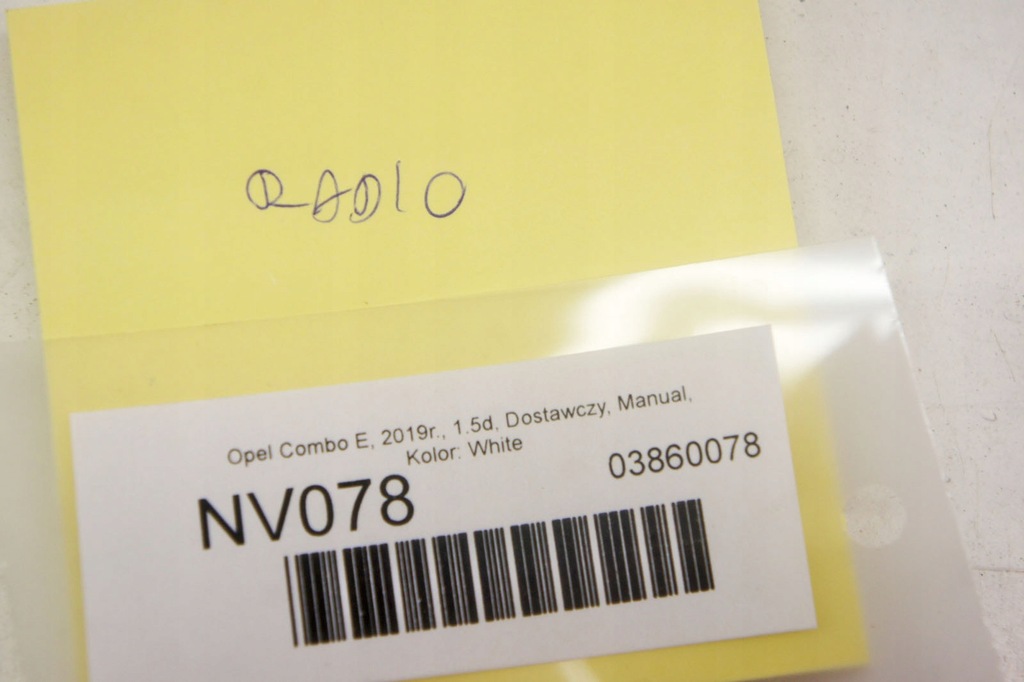 RADIO
Opel Combo E, 2019r., 1.5d, Dostawczy, Manual,
Kolor: White
03860078
NV078